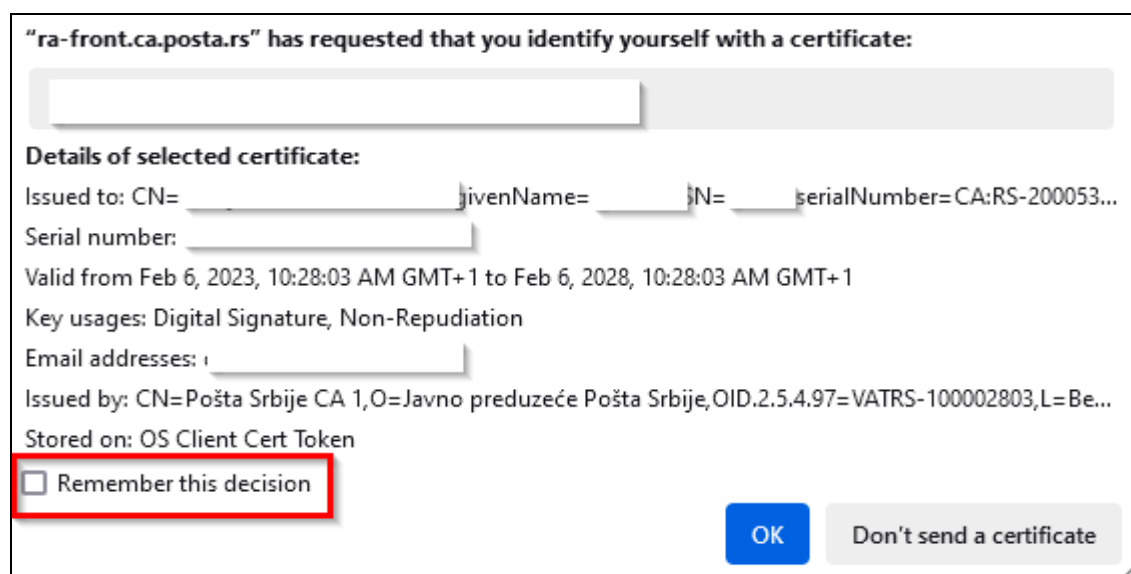 “ra-front.ca.posta.rs” has requested that you identify yourself with a certificate:
Details of selected certificate:
Issued to: CN= givenName= SN= serialNumber=CA:RS-200053...
Serial number:
Valid from Feb 6, 2023, 10:28:03 AM GMT+1 to Feb 6, 2028, 10:28:03 AM GMT+1
Key usages: Digital Signature, Non-Repudiation
Email addresses:
Issued by: CN=Pošta Srbije CA 1,O=Javno preduzeće Pošta Srbije,OID.2.5.4.97=VATRS-100002803,L=Be...
Stored on: OS Client Cert Token
Remember this decision
OK Don't send a certificate